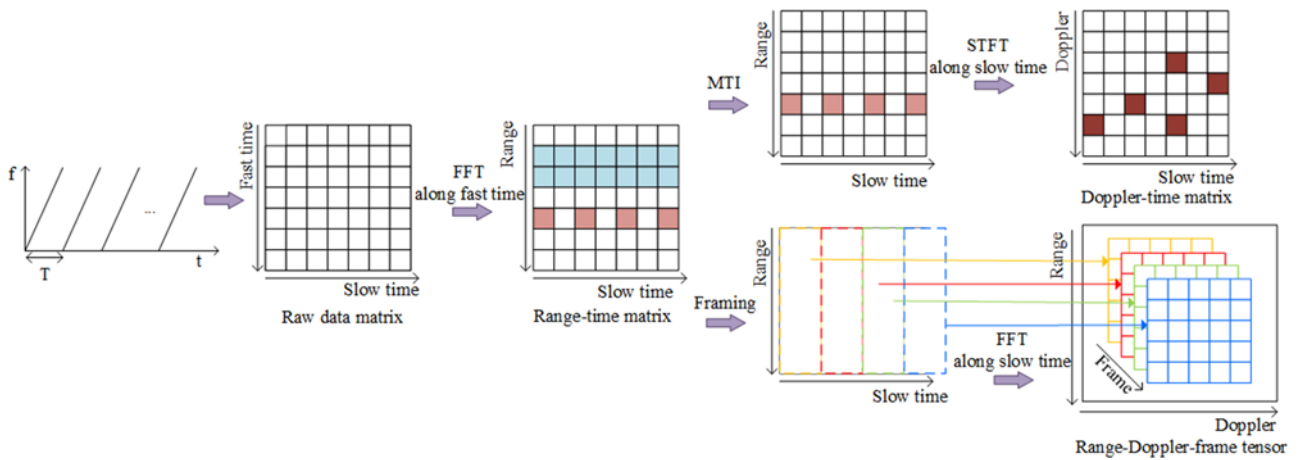 f
T
t
...
Fast time
Slow time
Raw data matrix
FFT
along fast time
Range
Slow time
Range-time matrix
MTI
Range
Slow time
STFT
along slow time
Doppler
Slow time
Doppler-time matrix
Framing
Range
Slow time
FFT
along slow time
Range
Frame
Doppler
Range-Doppler-frame tensor